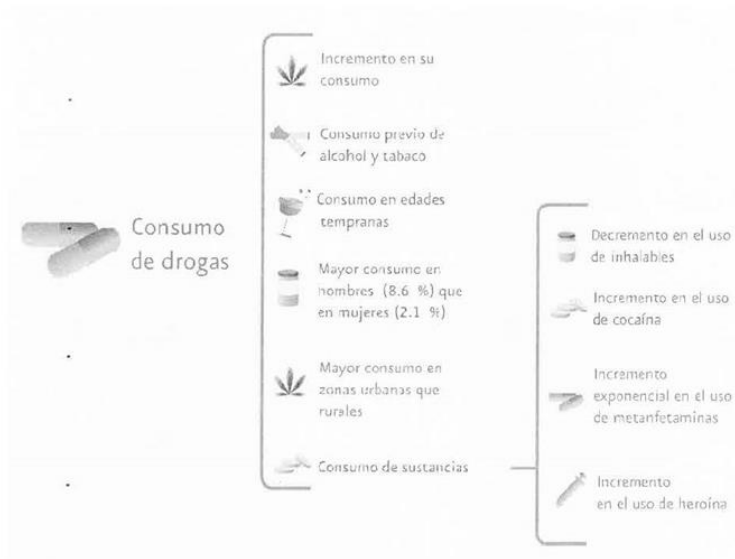 Consumo
de drogas
Incremento en su
consumo
Consumo previo de
alcohol y tabaco
Consumo en edades
tempranas
Mayor consumo en
hombres (8.6 %) que
en mujeres (2.1 %)
Mayor consumo en
zonas urbanas que
rurales
Consumo de sustancias
Decremento en el uso
de inhalables
Incremento en el uso
de cocaína
Incremento
exponencial en el uso
de metanfetaminas
Incremento
en el uso de heroína